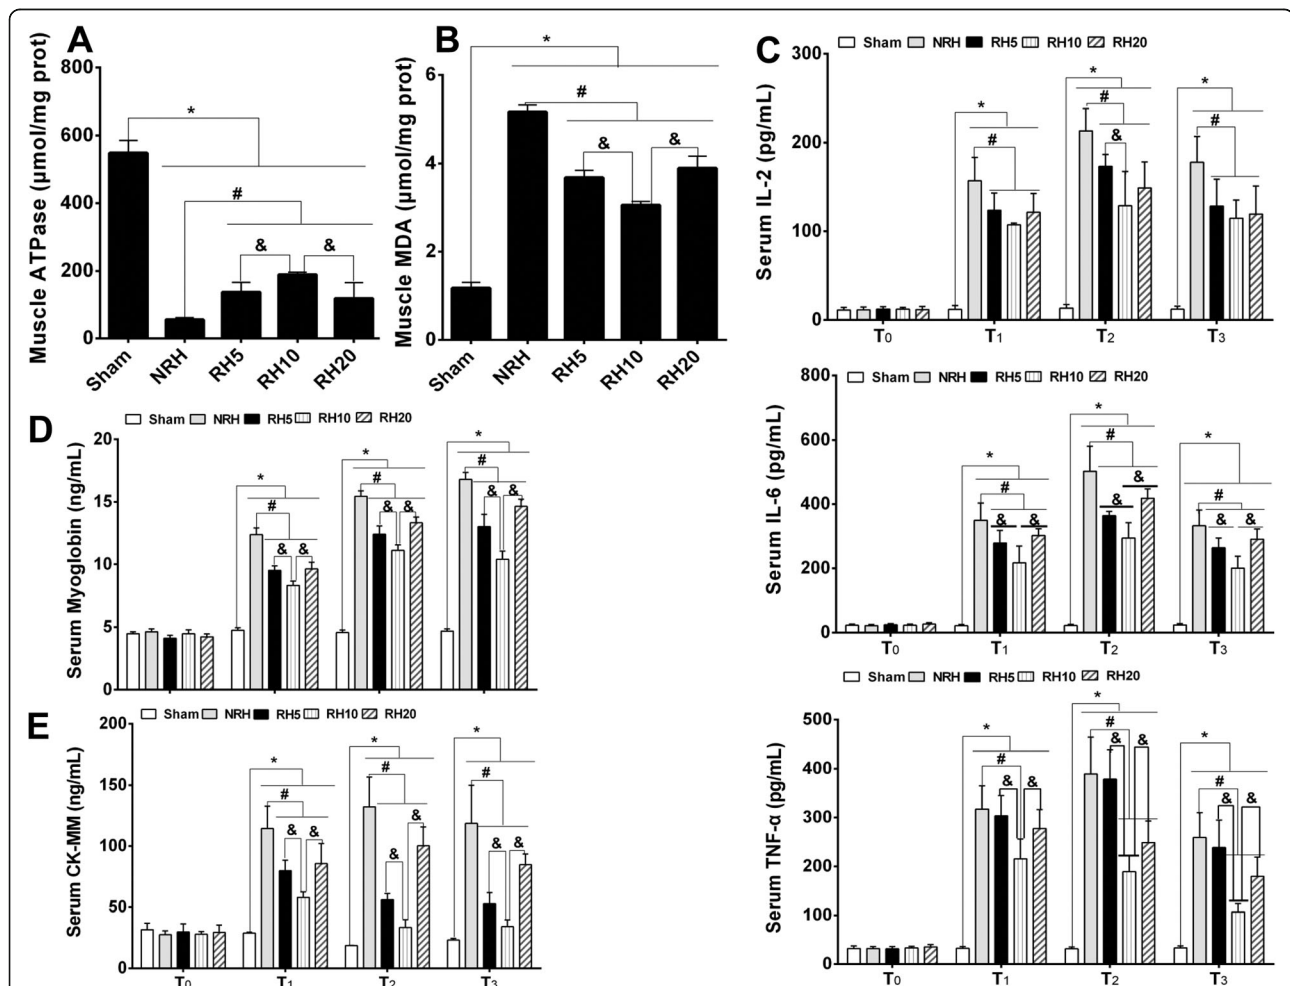 A
Muscle ATPase (µmol/mg prot)
800
600
400
200
0
*
#
& &
Sham NRH RH5 RH10 RH20
B
Muscle MDA (µmol/mg prot)
6
4
2
0
*
#
& &
Sham NRH RH5 RH10 RH20
C
Sham NRH RH5 RH10 RH20
Serum IL-2 (pg/mL)
300
200
100
0
* * *
# # #
&
T0 T1 T2 T3
Sham NRH RH5 RH10 RH20
Serum IL-6 (pg/mL)
800
600
400
200
0
* * *
# # #
& & & & & &
T0 T1 T2 T3
Sham NRH RH5 RH10 RH20
Serum TNF-α (pg/mL)
500
400
300
200
100
0
* * *
# # #
& & & & & &
T0 T1 T2 T3
D
Sham NRH RH5 RH10 RH20
Serum Myoglobin (ng/mL)
20
15
10
5
0
* * *
# # #
& & & & & &
E
Sham NRH RH5 RH10 RH20
Serum CK-MM (ng/mL)
200
150
100
50
0
* * *
# # #
& & & & & &
T0 T1 T2 T3